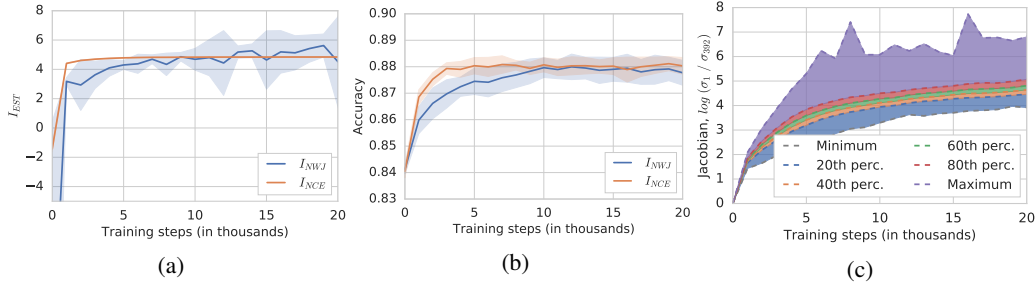 8
6
4
2
0
−2
−4
I_EST
0 5 10 15 20
Training steps (in thousands)
I_NWJ
I_NCE
(a)
0.90
0.89
0.88
0.87
0.86
0.85
0.84
0.83
Accuracy
0 5 10 15 20
Training steps (in thousands)
I_NWJ
I_NCE
(b)
8
7
6
5
4
3
2
1
0
Jacobian, log (σ1 / σ392)
0 5 10 15 20
Training steps (in thousands)
Minimum
20th perc.
40th perc.
60th perc.
80th perc.
Maximum
(c)